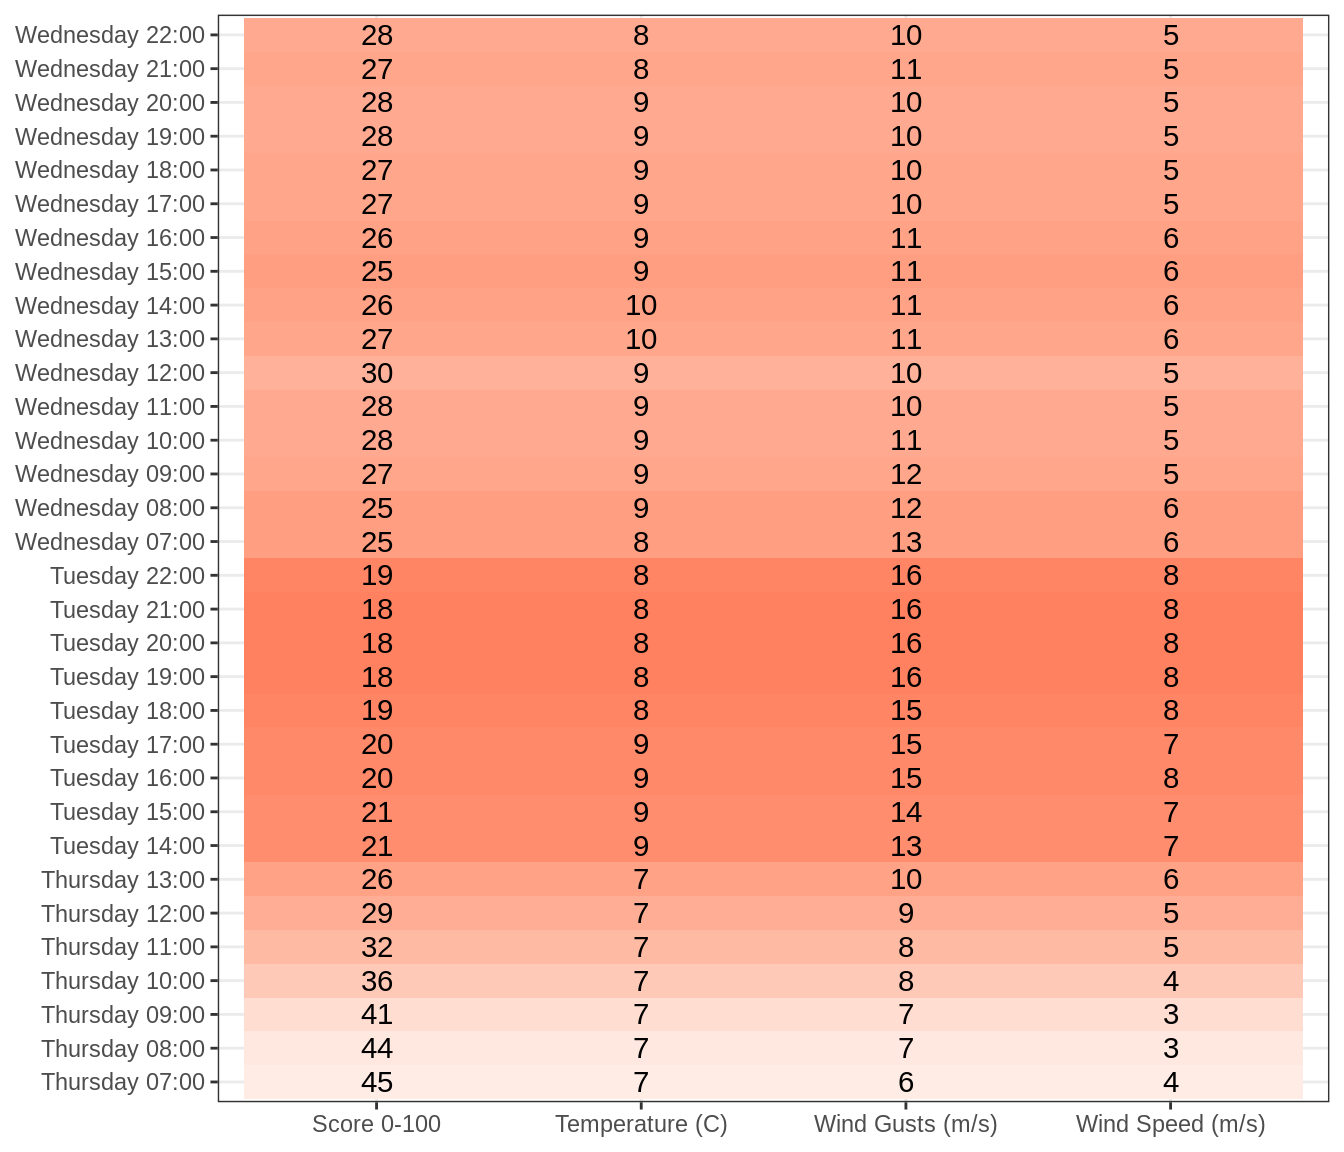 Wednesday 22:00 28 8 10 5
Wednesday 21:00 27 8 11 5
Wednesday 20:00 28 9 10 5
Wednesday 19:00 28 9 10 5
Wednesday 18:00 27 9 10 5
Wednesday 17:00 27 9 10 5
Wednesday 16:00 26 9 11 6
Wednesday 15:00 25 9 11 6
Wednesday 14:00 26 10 11 6
Wednesday 13:00 27 10 11 6
Wednesday 12:00 30 9 10 5
Wednesday 11:00 28 9 10 5
Wednesday 10:00 28 9 11 5
Wednesday 09:00 27 9 12 5
Wednesday 08:00 25 9 12 6
Wednesday 07:00 25 8 13 6
Tuesday 22:00 19 8 16 8
Tuesday 21:00 18 8 16 8
Tuesday 20:00 18 8 16 8
Tuesday 19:00 18 8 16 8
Tuesday 18:00 19 8 15 8
Tuesday 17:00 20 9 15 7
Tuesday 16:00 20 9 15 8
Tuesday 15:00 21 9 14 7
Tuesday 14:00 21 9 13 7
Thursday 13:00 26 7 10 6
Thursday 12:00 29 7 9 5
Thursday 11:00 32 7 8 5
Thursday 10:00 36 7 8 4
Thursday 09:00 41 7 7 3
Thursday 08:00 44 7 7 3
Thursday 07:00 45 7 6 4
Score 0-100 Temperature (C) Wind Gusts (m/s) Wind Speed (m/s)